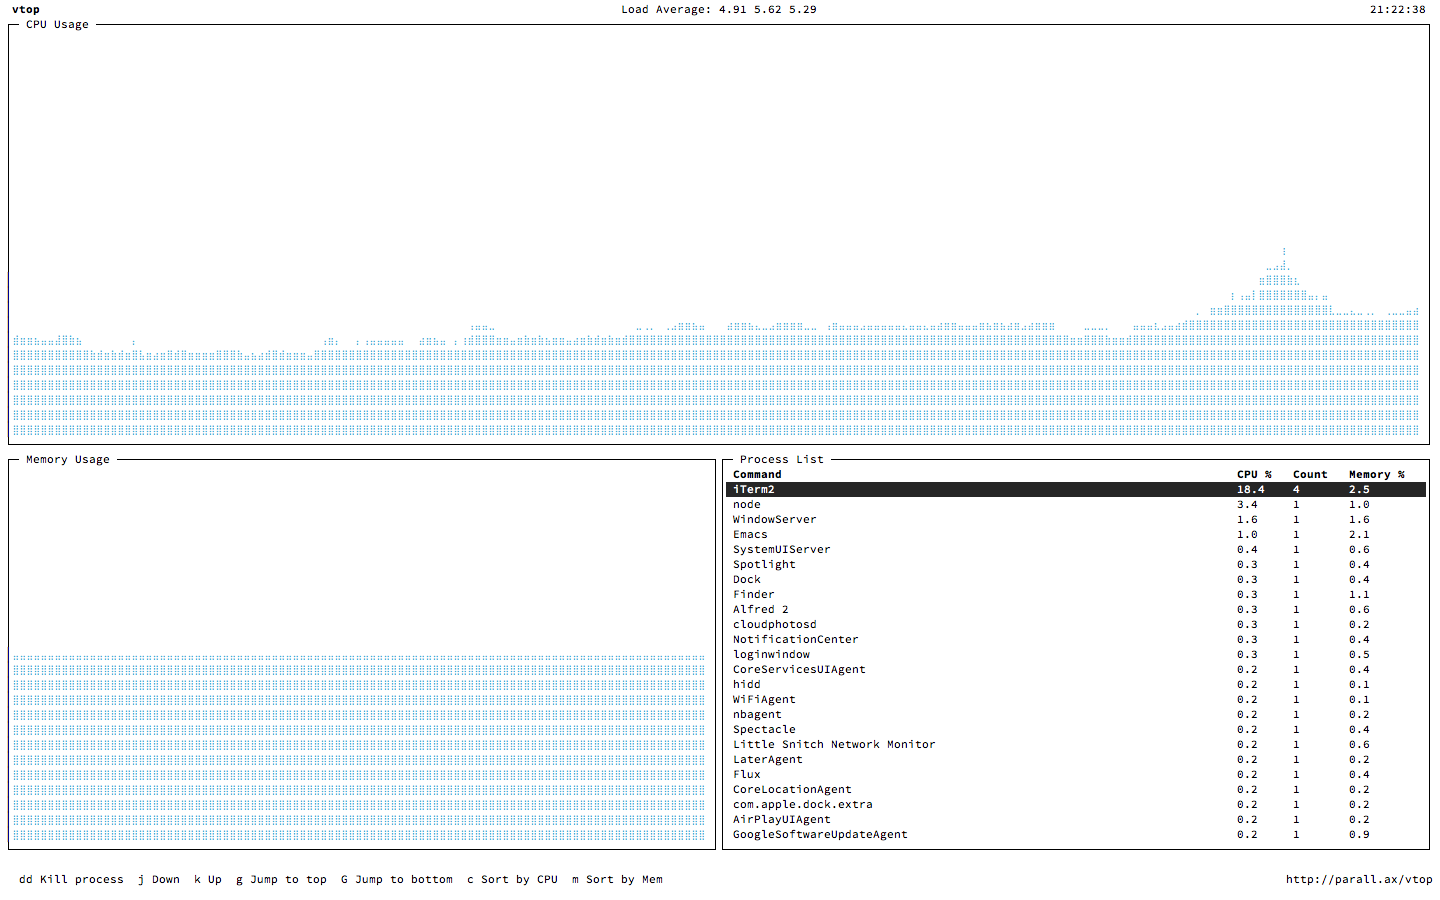 vtop Load Average: 4.91 5.62 5.29 21:22:38
CPU Usage
Memory Usage
Process List
Command CPU % Count Memory %
iTerm2 18.4 4 2.5
node 3.4 1 1.0
WindowServer 1.6 1 1.6
Emacs 1.0 1 2.1
SystemUIServer 0.4 1 0.6
Spotlight 0.3 1 0.4
Dock 0.3 1 0.4
Finder 0.3 1 1.1
Alfred 2 0.3 1 0.6
cloudphotosd 0.3 1 0.2
NotificationCenter 0.3 1 0.4
loginwindow 0.3 1 0.5
CoreServicesUIAgent 0.2 1 0.4
hidd 0.2 1 0.1
WiFiAgent 0.2 1 0.1
nbagent 0.2 1 0.2
Spectacle 0.2 1 0.4
Little Snitch Network Monitor 0.2 1 0.6
LaterAgent 0.2 1 0.2
Flux 0.2 1 0.4
CoreLocationAgent 0.2 1 0.2
com.apple.dock.extra 0.2 1 0.2
AirPlayUIAgent 0.2 1 0.2
GoogleSoftwareUpdateAgent 0.2 1 0.9
dd Kill process j Down k Up g Jump to top G Jump to bottom c Sort by CPU m Sort by Mem http://parall.ax/vtop